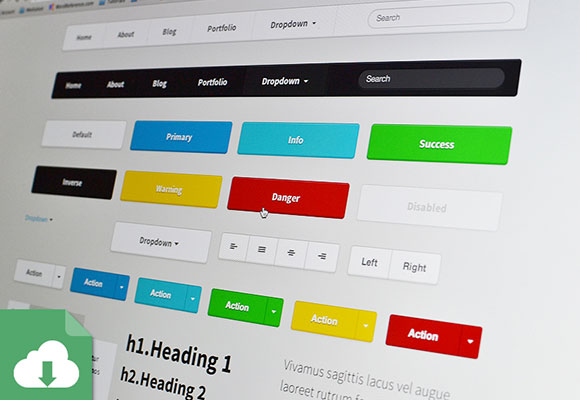 Home About Blog Portfolio Dropdown Search
Home About Blog Portfolio Dropdown Search
Default Primary Info Success
Inverse Warning Danger Disabled
Dropdown Dropdown Left Right
Action Action Action Action Action Action
h1.Heading 1
h2.Heading 2
Vivamus sagittis lacus vel augue
laoreet rutrum